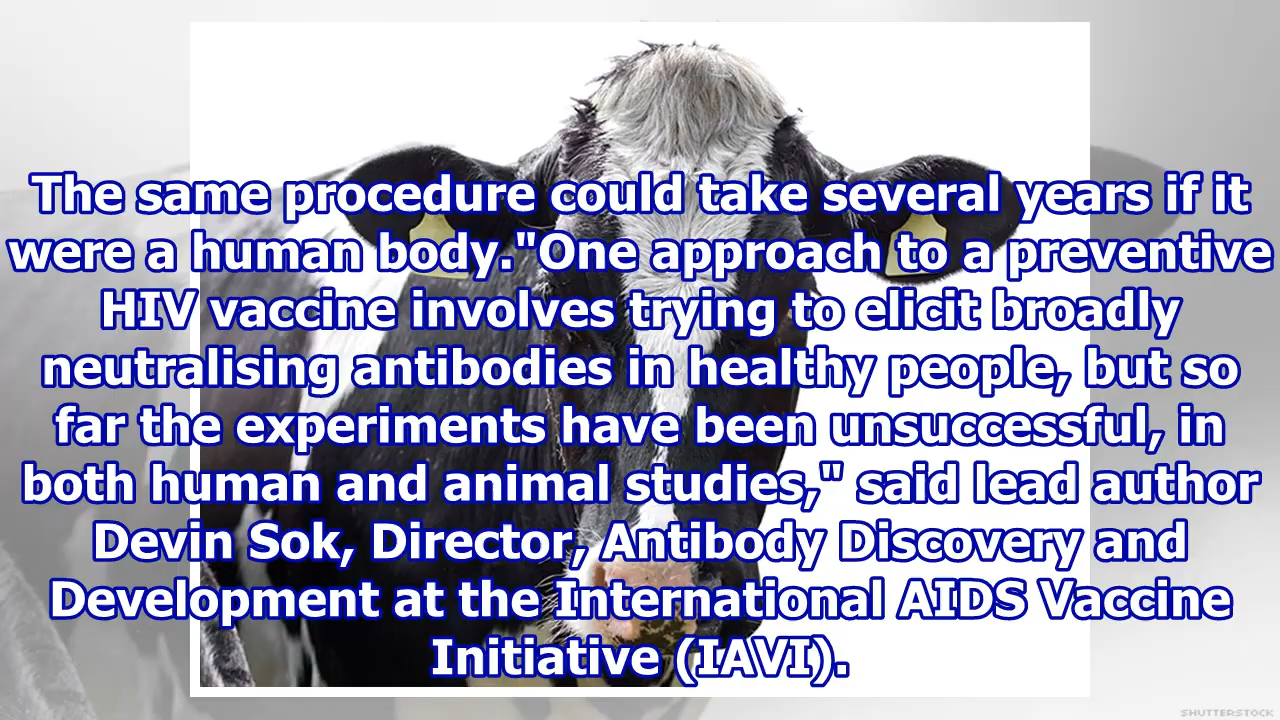 The same procedure could take several years if it
were a human body."One approach to a preventive
HIV vaccine involves trying to elicit broadly
neutralising antibodies in healthy people, but so
far the experiments have been unsuccessful, in
both human and animal studies," said lead author
Devin Sok, Director, Antibody Discovery and
Development at the International AIDS Vaccine
Initiative (IAVI).
SHUTTERSTOCK